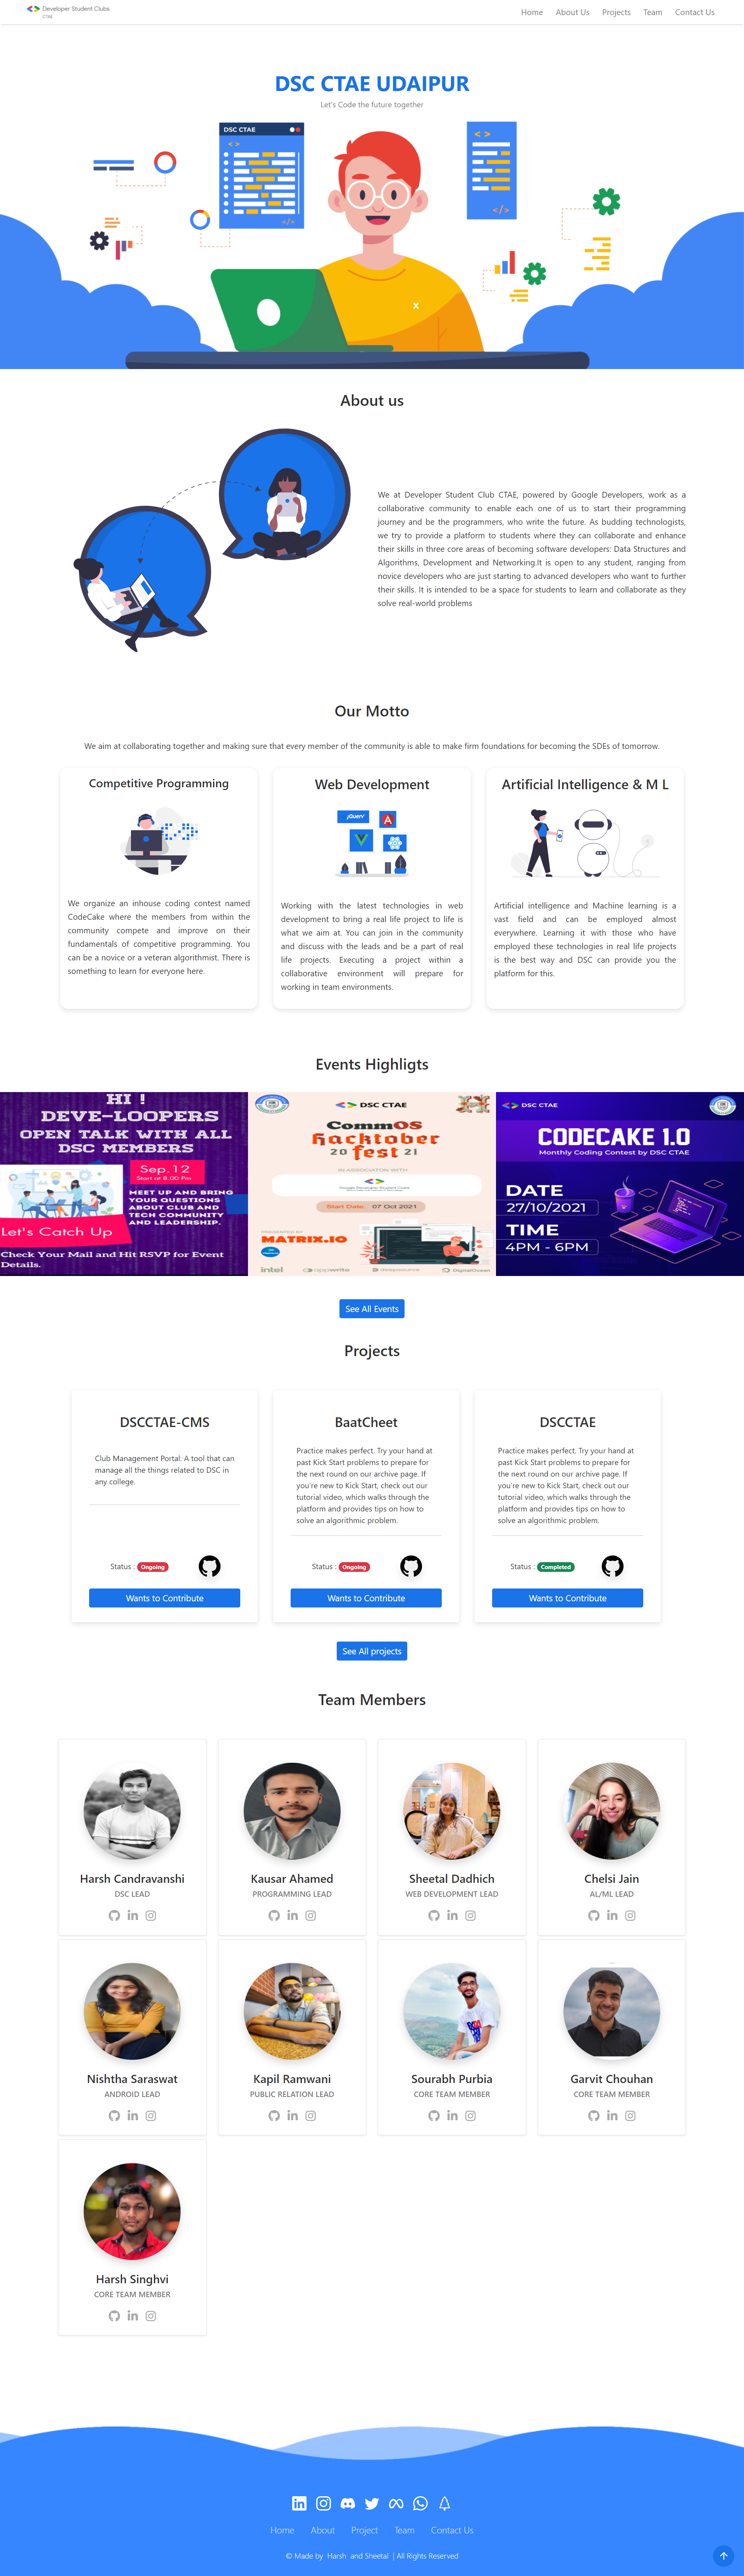 Developer Student Clubs
CTAE
Home About Us Projects Team Contact Us
DSC CTAE UDAIPUR
Let's Code the future together
DSC CTAE
< >
</>
< >
</>
x
About us
We at Developer Student Club CTAE, powered by Google Developers, work as a
collaborative community to enable each one of us to start their programming
journey and be the programmers, who write the future. As budding technologists,
we try to provide a platform to students where they can collaborate and enhance
their skills in three core areas of becoming software developers: Data Structures and
Algorithms, Development and Networking.It is open to any student, ranging from
novice developers who are just starting to advanced developers who want to further
their skills. It is intended to be a space for students to learn and collaborate as they
solve real-world problems
Our Motto
We aim at collaborating together and making sure that every member of the community is able to make firm foundations for becoming the SDEs of tomorrow.
Competitive Programming
We organize an inhouse coding contest named
CodeCake where the members from within the
community compete and improve on their
fundamentals of competitive programming. You
can be a novice or a veteran algorithmist. There is
something to learn for everyone here.
Web Development
jQuery
Working with the latest technologies in web
development to bring a real life project to life is
what we aim at. You can join in the community
and discuss with the leads and be a part of real
life projects. Executing a project within a
collaborative environment will prepare for
working in team environments.
Artificial Intelligence & M L
Artificial intelligence and Machine learning is a
vast field and can be employed almost
everywhere. Learning it with those who have
employed these technologies in real life projects
is the best way and DSC can provide you the
platform for this.
Events Highligts
HI !
DEVE-LOOPERS
OPEN TALK WITH ALL
DSC MEMBERS
Sep.12
Start at 8.00 Pm
MEET UP AND BRING
YOUR QUESTIONS
ABOUT CLUB AND
TECH COMMUNITY
AND LEADERSHIP.
Let's Catch Up
Check Your Mail and Hit RSVP for Event
Details.
DSC CTAE
CommOS
Hacktober
fest
20 21
IN ASSOCIATION WITH
Google Developer Student Clubs
Start Date: 07 Oct 2021
PRESENTED BY
MATRIX.IO
intel appwrite deepsource DigitalOcean
DSC CTAE
CODECAKE 1.0
Monthly Coding Contest by DSC CTAE
DATE
27/10/2021
TIME
4PM - 6PM
See All Events
Projects
DSCCTAE-CMS
Club Management Portal: A tool that can
manage all the things related to DSC in
any college.
Status : Ongoing
Wants to Contribute
BaatCheet
Practice makes perfect. Try your hand at
past Kick Start problems to prepare for
the next round on our archive page. If
you're new to Kick Start, check out our
tutorial video, which walks through the
platform and provides tips on how to
solve an algorithmic problem.
Status : Ongoing
Wants to Contribute
DSCCTAE
Practice makes perfect. Try your hand at
past Kick Start problems to prepare for
the next round on our archive page. If
you're new to Kick Start, check out our
tutorial video, which walks through the
platform and provides tips on how to
solve an algorithmic problem.
Status : Completed
Wants to Contribute
See All projects
Team Members
Harsh Candravanshi
DSC LEAD
Kausar Ahamed
PROGRAMMING LEAD
Sheetal Dadhich
WEB DEVELOPMENT LEAD
Chelsi Jain
AL/ML LEAD
Nishtha Saraswat
ANDROID LEAD
Kapil Ramwani
PUBLIC RELATION LEAD
Sourabh Purbia
CORE TEAM MEMBER
Garvit Chouhan
CORE TEAM MEMBER
Harsh Singhvi
CORE TEAM MEMBER
Home About Project Team Contact Us
© Made by Harsh and Sheetal | All Rights Reserved